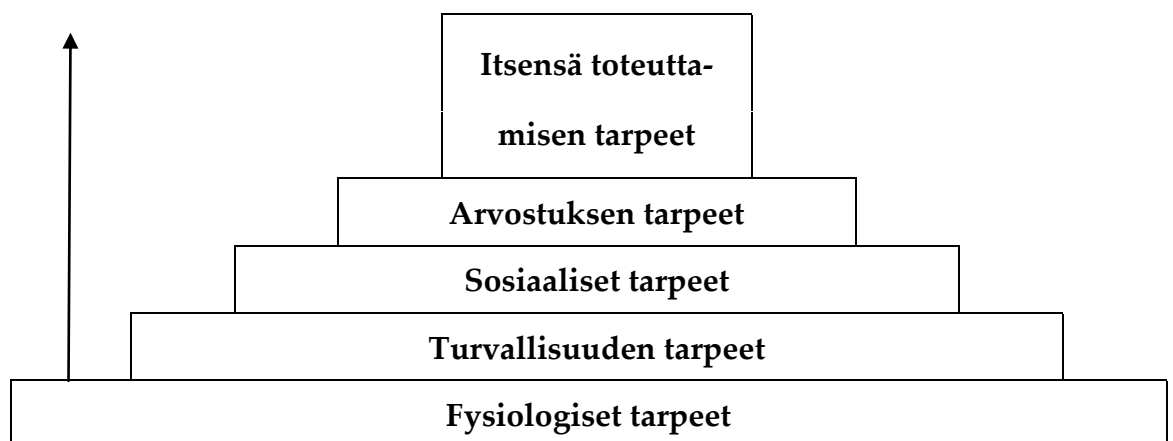 Itsensä toteutta-
misen tarpeet
Arvostuksen tarpeet
Sosiaaliset tarpeet
Turvallisuuden tarpeet
Fysiologiset tarpeet